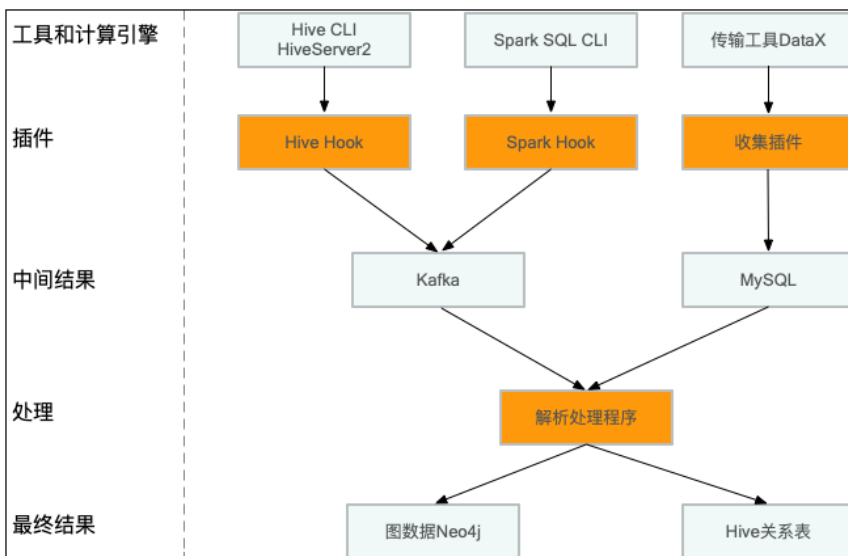 工具和计算引擎
Hive CLI
HiveServer2
Spark SQL CLI
传输工具DataX
插件
Hive Hook
Spark Hook
收集插件
中间结果
Kafka
MySQL
处理
解析处理程序
最终结果
图数据Neo4j
Hive关系表